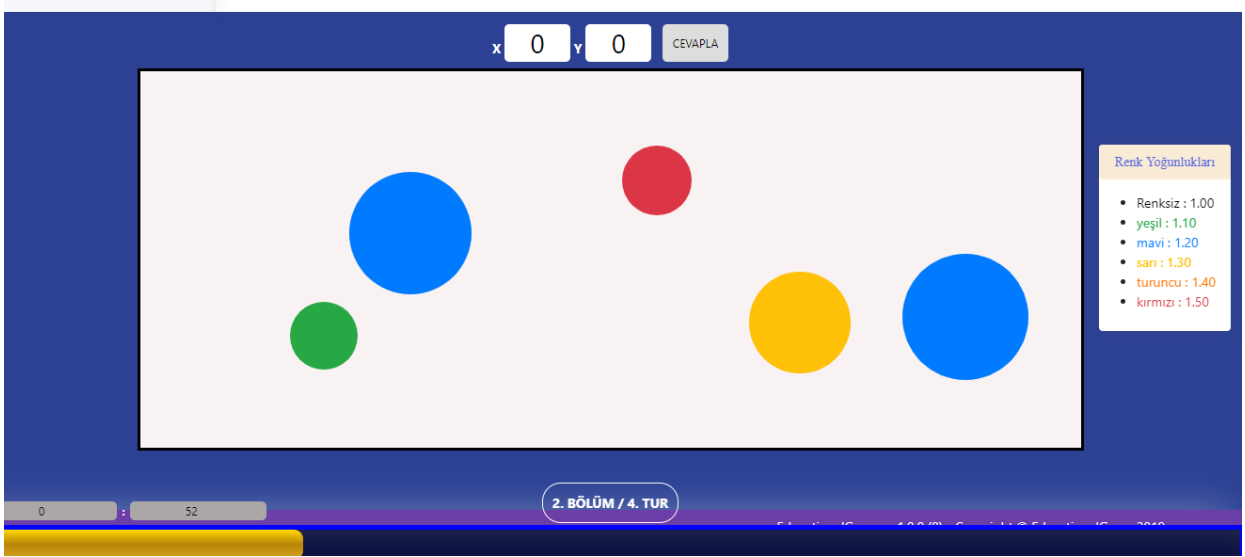 X 0 Y 0 CEVAPLA
Renk Yoğunlukları
Renksiz : 1.00
yeşil : 1.10
mavi : 1.20
sarı : 1.30
turuncu : 1.40
kırmızı : 1.50
2. BÖLÜM / 4. TUR
0 : 52